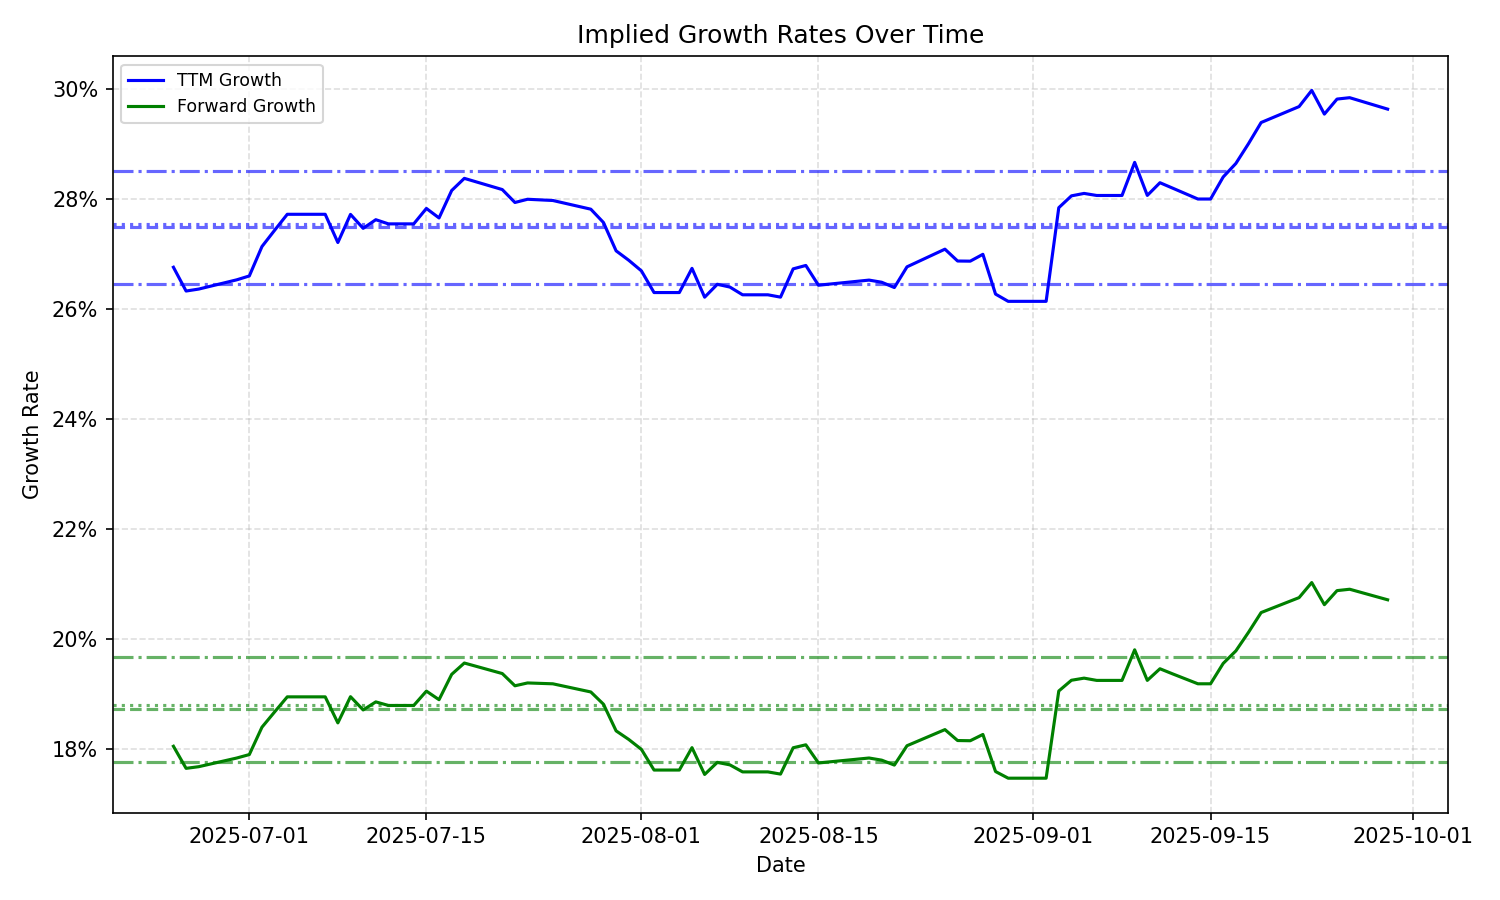 Implied Growth Rates Over Time
TTM Growth
Forward Growth
30%
28%
26%
24%
22%
20%
18%
Growth Rate
2025-07-01
2025-07-15
2025-08-01
2025-08-15
2025-09-01
2025-09-15
2025-10-01
Date